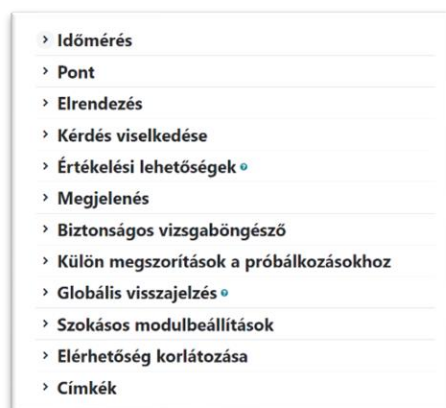 Időmérés
Pont
Elrendezés
Kérdés viselkedése
Értékelési lehetőségek
Megjelenés
Biztonságos vizsgaböngésző
Külön megszorítások a próbálkozásokhoz
Globális visszajelzés
Szokásos modulbeállítások
Elérhetőség korlátozása
Címkék